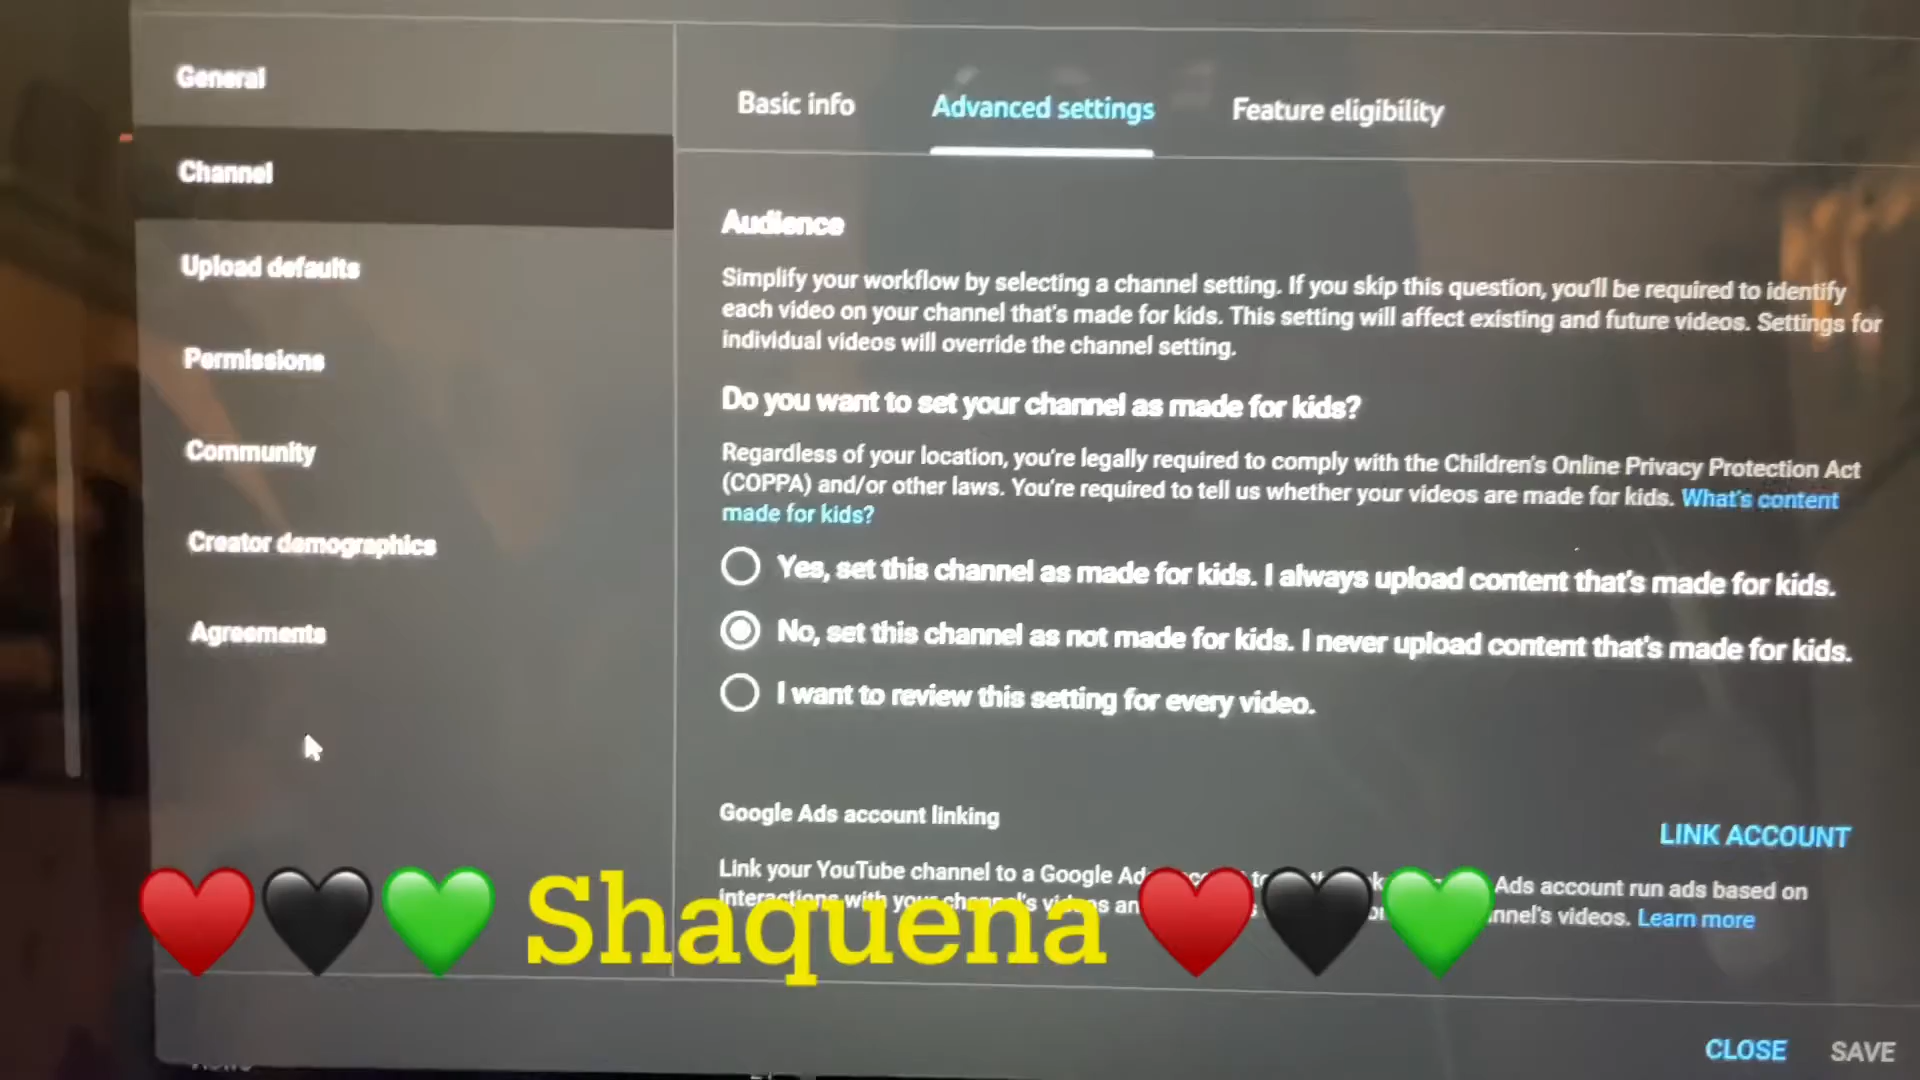 General
Channel
Upload defaults
Permissions
Community
Creator demographics
Agreements
Basic info
Advanced settings
Feature eligibility
Audience
Simplify your workflow by selecting a channel setting. If you skip this question, you'll be required to identify
each video on your channel that's made for kids. This setting will affect existing and future videos. Settings for
individual videos will override the channel setting.
Do you want to set your channel as made for kids?
Regardless of your location, you're legally required to comply with the Children's Online Privacy Protection Act
(COPPA) and/or other laws. You're required to tell us whether your videos are made for kids. What's content
made for kids?
Yes, set this channel as made for kids. I always upload content that's made for kids.
No, set this channel as not made for kids. I never upload content that's made for kids.
I want to review this setting for every video.
Google Ads account linking
LINK ACCOUNT
Link your YouTube channel to a Google Ads Ads account run ads based on
interactions with your channel's videos videos. Learn more
Shaquena
CLOSE
SAVE